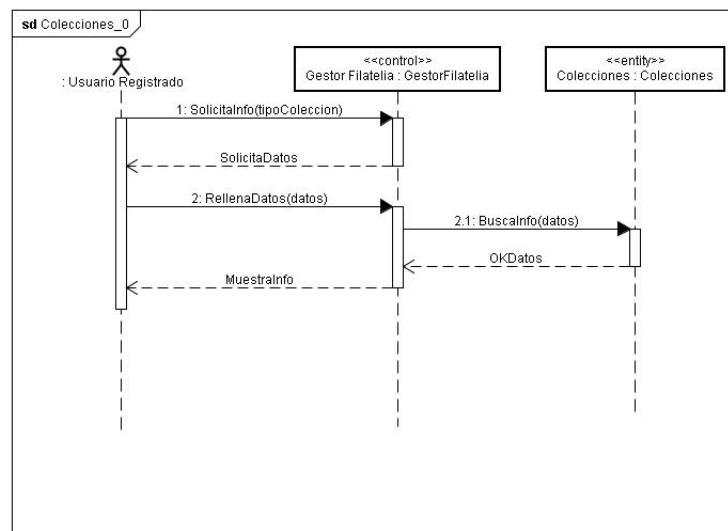 sd Colecciones_0
: Usuario Registrado
<<control>>
Gestor Filatelia : GestorFilatelia
<<entity>>
Colecciones : Colecciones
1: SolicitaInfo(tipoColeccion)
SolicitaDatos
2: RellenaDatos(datos)
2.1: BuscaInfo(datos)
OKDatos
MuestraInfo